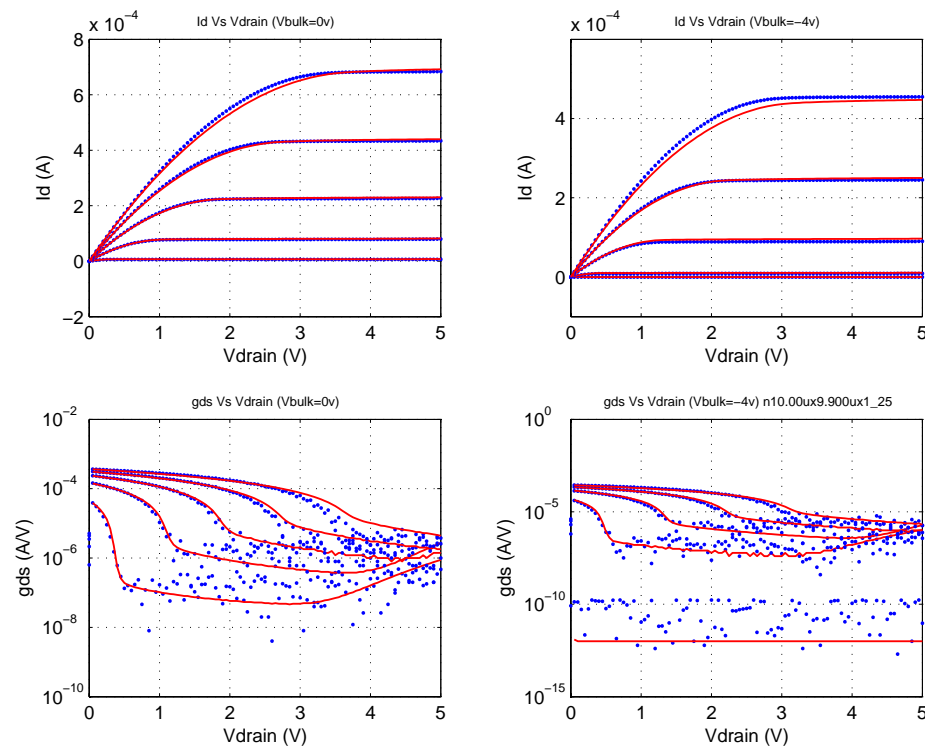 x 10^-4
Id Vs Vdrain (Vbulk=0v)
8
6
4
2
0
−2
0 1 2 3 4 5
Id (A)
Vdrain (V)
x 10^-4
Id Vs Vdrain (Vbulk=−4v)
4
2
0
0 1 2 3 4 5
Id (A)
Vdrain (V)
gds Vs Vdrain (Vbulk=0v)
10^−2
10^−4
10^−6
10^−8
10^−10
0 1 2 3 4 5
gds (A/V)
Vdrain (V)
gds Vs Vdrain (Vbulk=−4v) n10.00ux9.900ux1_25
10^0
10^−5
10^−10
10^−15
0 1 2 3 4 5
gds (A/V)
Vdrain (V)